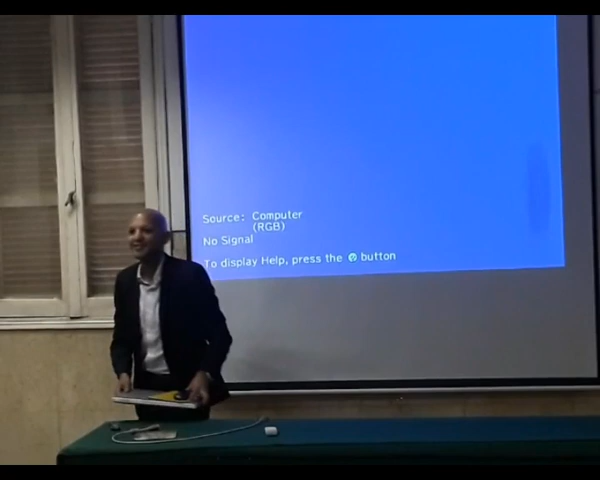 Source: Computer
(RGB)
No Signal
To display Help, press the ? button